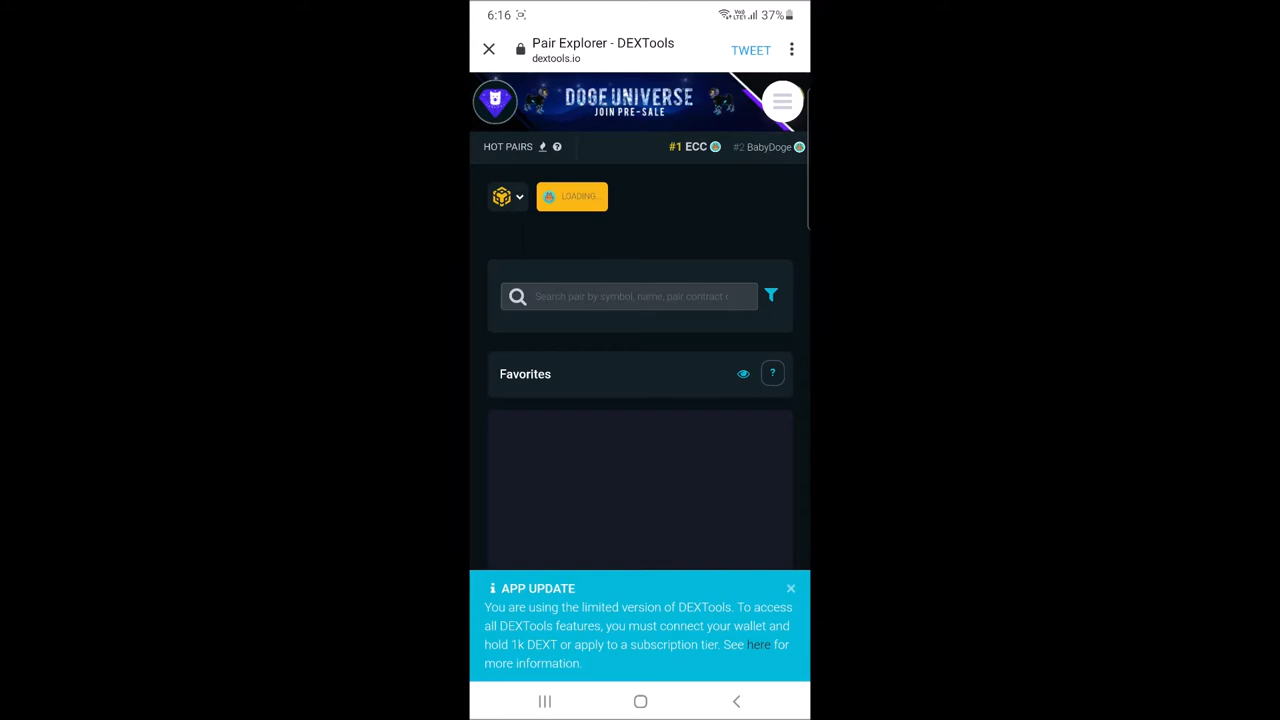 6:16 37%
Vo)) LTE1
Pair Explorer - DEXTools
dextools.io
TWEET
DOGE UNIVERSE
JOIN PRE-SALE
HOT PAIRS ? #1 ECC #2 BabyDoge
LOADING...
Search pair by symbol, name, pair contract
Favorites
?
APP UPDATE
You are using the limited version of DEXTools. To access
all DEXTools features, you must connect your wallet and
hold 1k DEXT or apply to a subscription tier. See here for
more information.